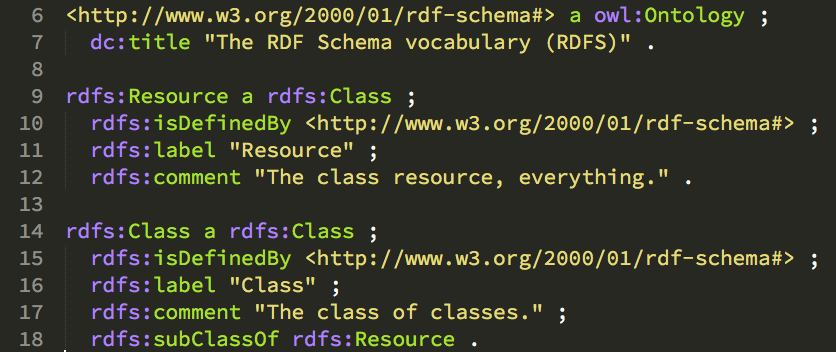 6 <http://www.w3.org/2000/01/rdf-schema#> a owl:Ontology ;
7 dc:title "The RDF Schema vocabulary (RDFS)" .
8
9 rdfs:Resource a rdfs:Class ;
10 rdfs:isDefinedBy <http://www.w3.org/2000/01/rdf-schema#> ;
11 rdfs:label "Resource" ;
12 rdfs:comment "The class resource, everything." .
13
14 rdfs:Class a rdfs:Class ;
15 rdfs:isDefinedBy <http://www.w3.org/2000/01/rdf-schema#> ;
16 rdfs:label "Class" ;
17 rdfs:comment "The class of classes." ;
18 rdfs:subClassOf rdfs:Resource .